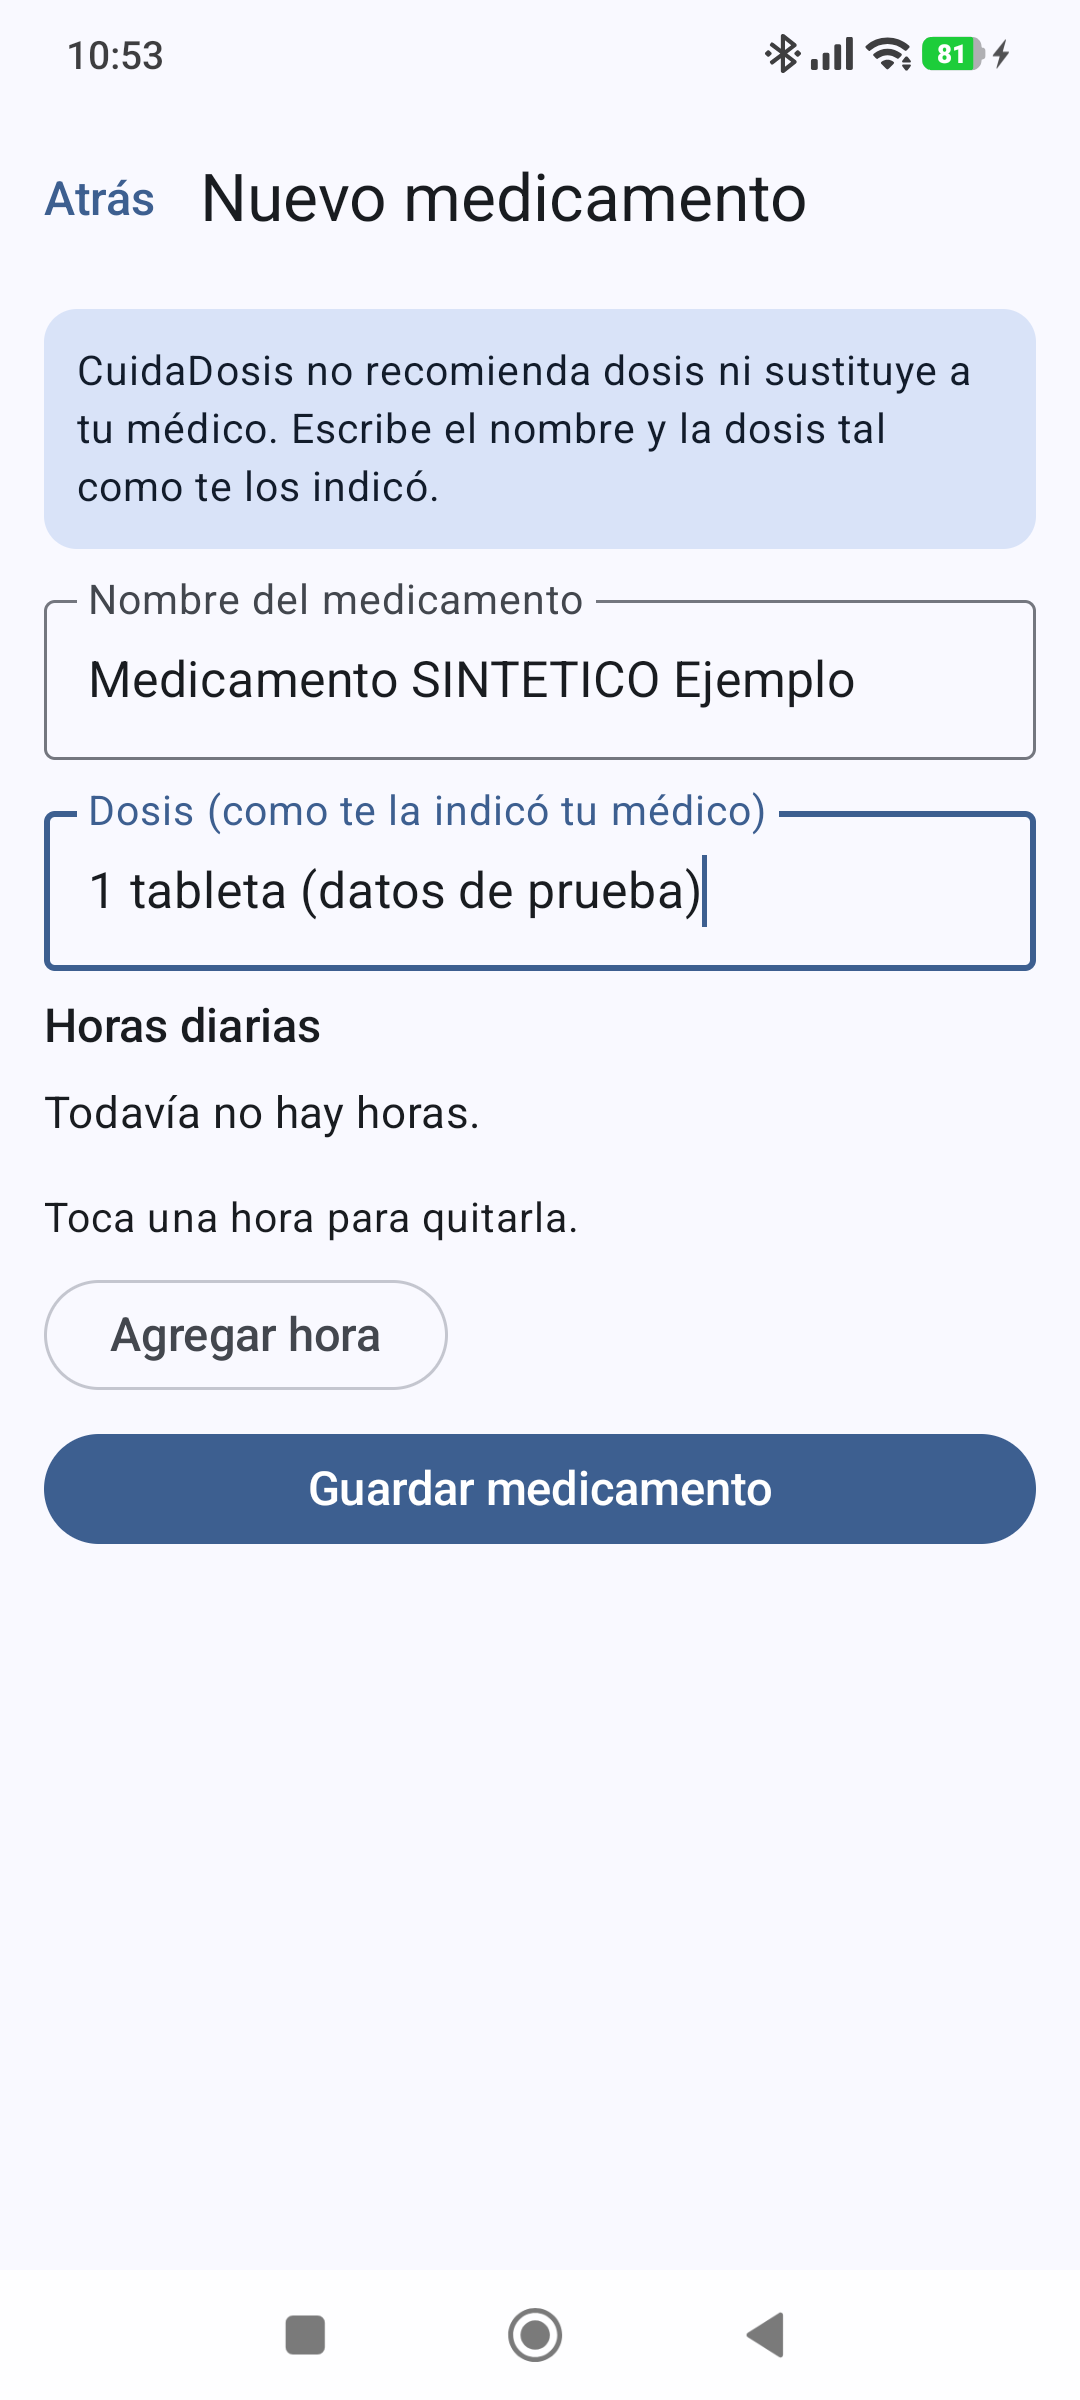 10:53
81
Atrás Nuevo medicamento
CuidaDosis no recomienda dosis ni sustituye a
tu médico. Escribe el nombre y la dosis tal
como te los indicó.
Nombre del medicamento
Medicamento SINTETICO Ejemplo
Dosis (como te la indicó tu médico)
1 tableta (datos de prueba)
Horas diarias
Todavía no hay horas.
Toca una hora para quitarla.
Agregar hora
Guardar medicamento